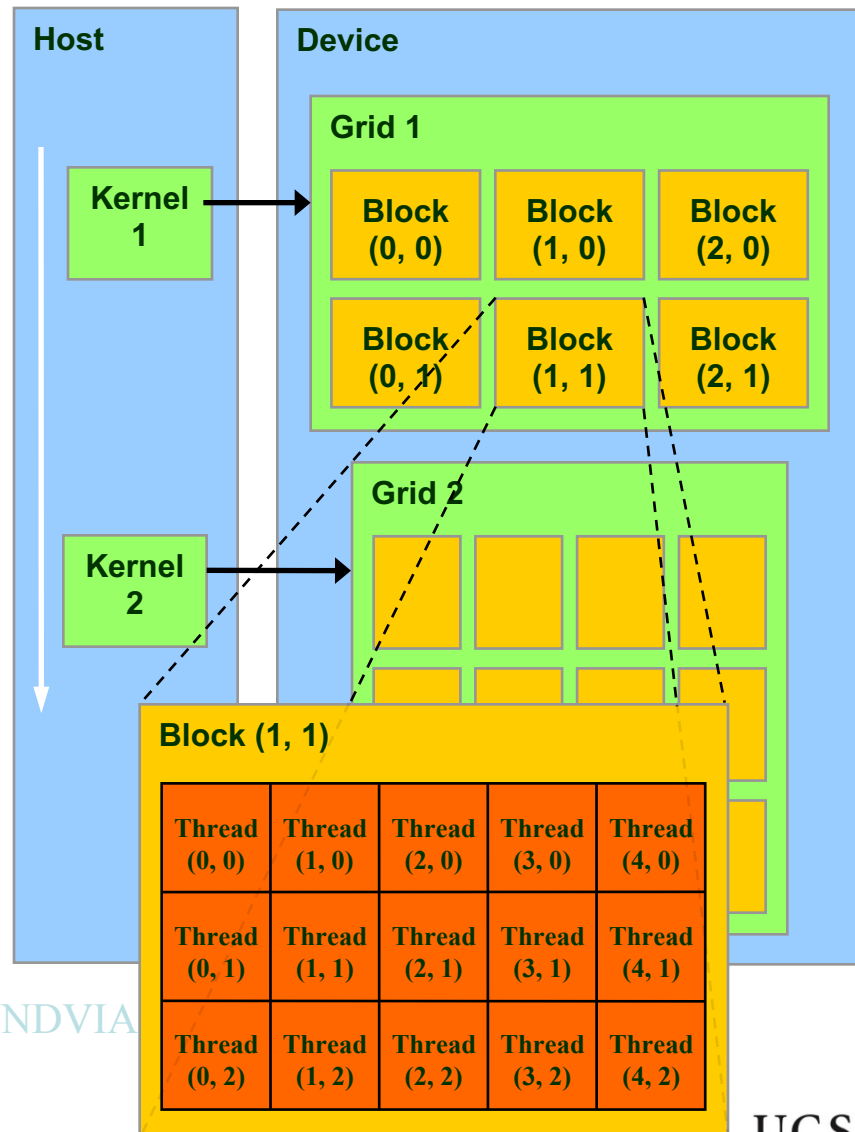 Host
Device
Grid 1
Kernel
1
Block
(0, 0)
Block
(1, 0)
Block
(2, 0)
Block
(0, 1)
Block
(1, 1)
Block
(2, 1)
Grid 2
Kernel
2
Block (1, 1)
Thread
(0, 0)
Thread
(1, 0)
Thread
(2, 0)
Thread
(3, 0)
Thread
(4, 0)
Thread
(0, 1)
Thread
(1, 1)
Thread
(2, 1)
Thread
(3, 1)
Thread
(4, 1)
Thread
(0, 2)
Thread
(1, 2)
Thread
(2, 2)
Thread
(3, 2)
Thread
(4, 2)
NDVIA